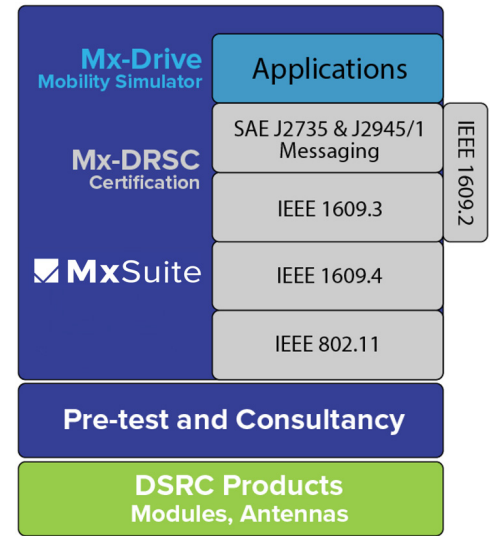 Mx-Drive
Mobility Simulator
Applications
Mx-DRSC
Certification
SAE J2735 & J2945/1
Messaging
IEEE 1609.2
IEEE 1609.3
MxSuite
IEEE 1609.4
IEEE 802.11
Pre-test and Consultancy
DSRC Products
Modules, Antennas